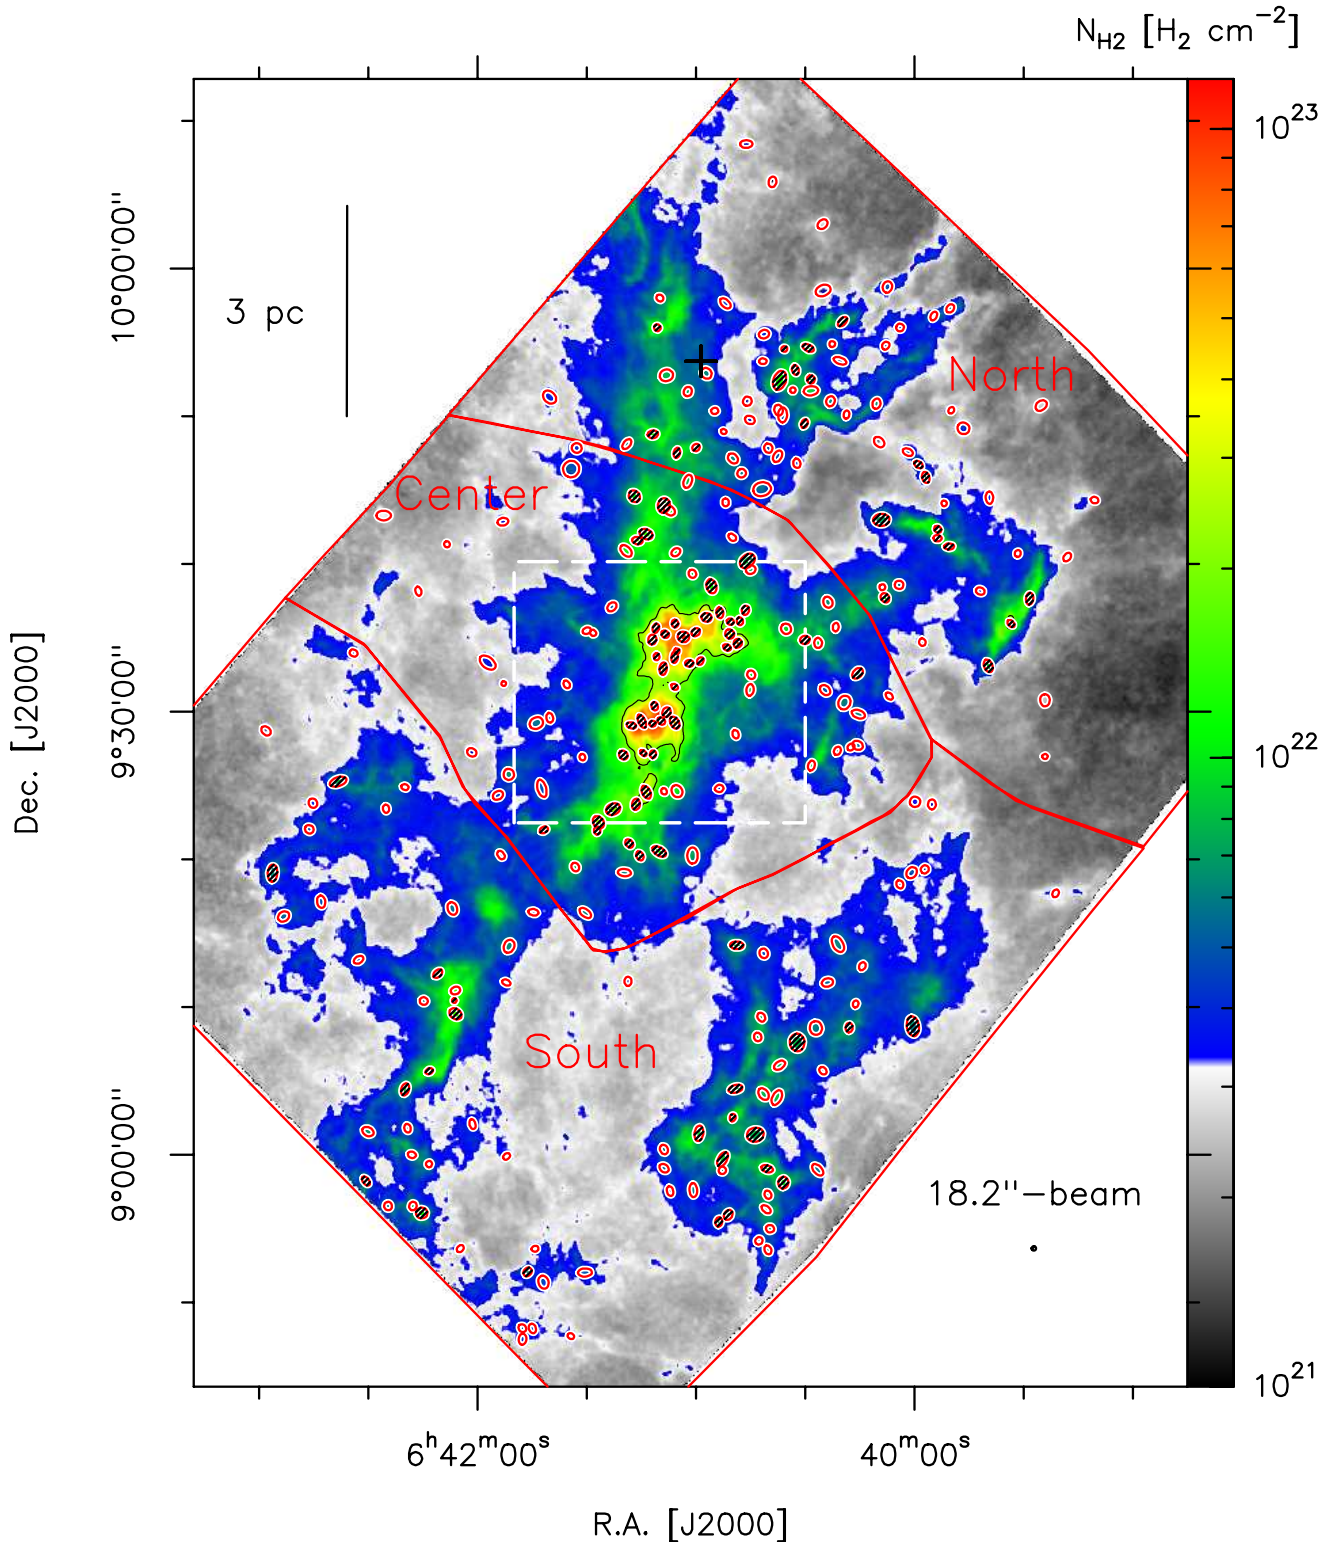 N_H2 [H_2 cm^−2]
10^23
10°00'00"
3 pc
North
Center
10^22
9°30'00"
Dec. [J2000]
South
9°00'00"
18.2"−beam
10^21
6^h42^m00^s
40^m00^s
R.A. [J2000]